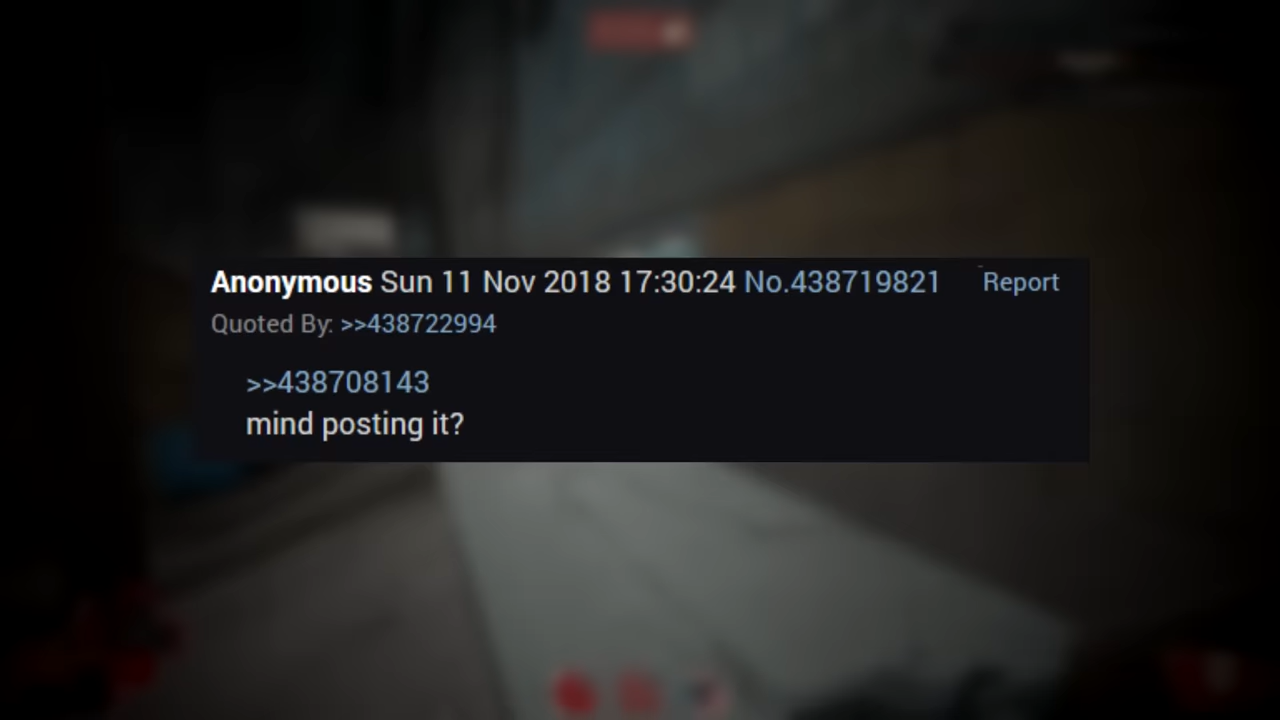 Anonymous Sun 11 Nov 2018 17:30:24 No.438719821 Report
Quoted By: >>438722994
>>438708143
mind posting it?